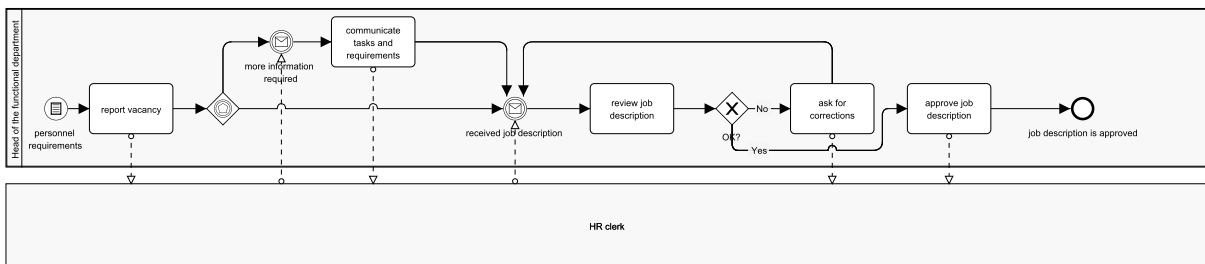 Head of the functional department
personnel
requirements
report vacancy
more information
required
communicate
tasks and
requirements
received job description
review job
description
OK?
No
Yes
ask for
corrections
approve job
description
job description is approved
HR clerk